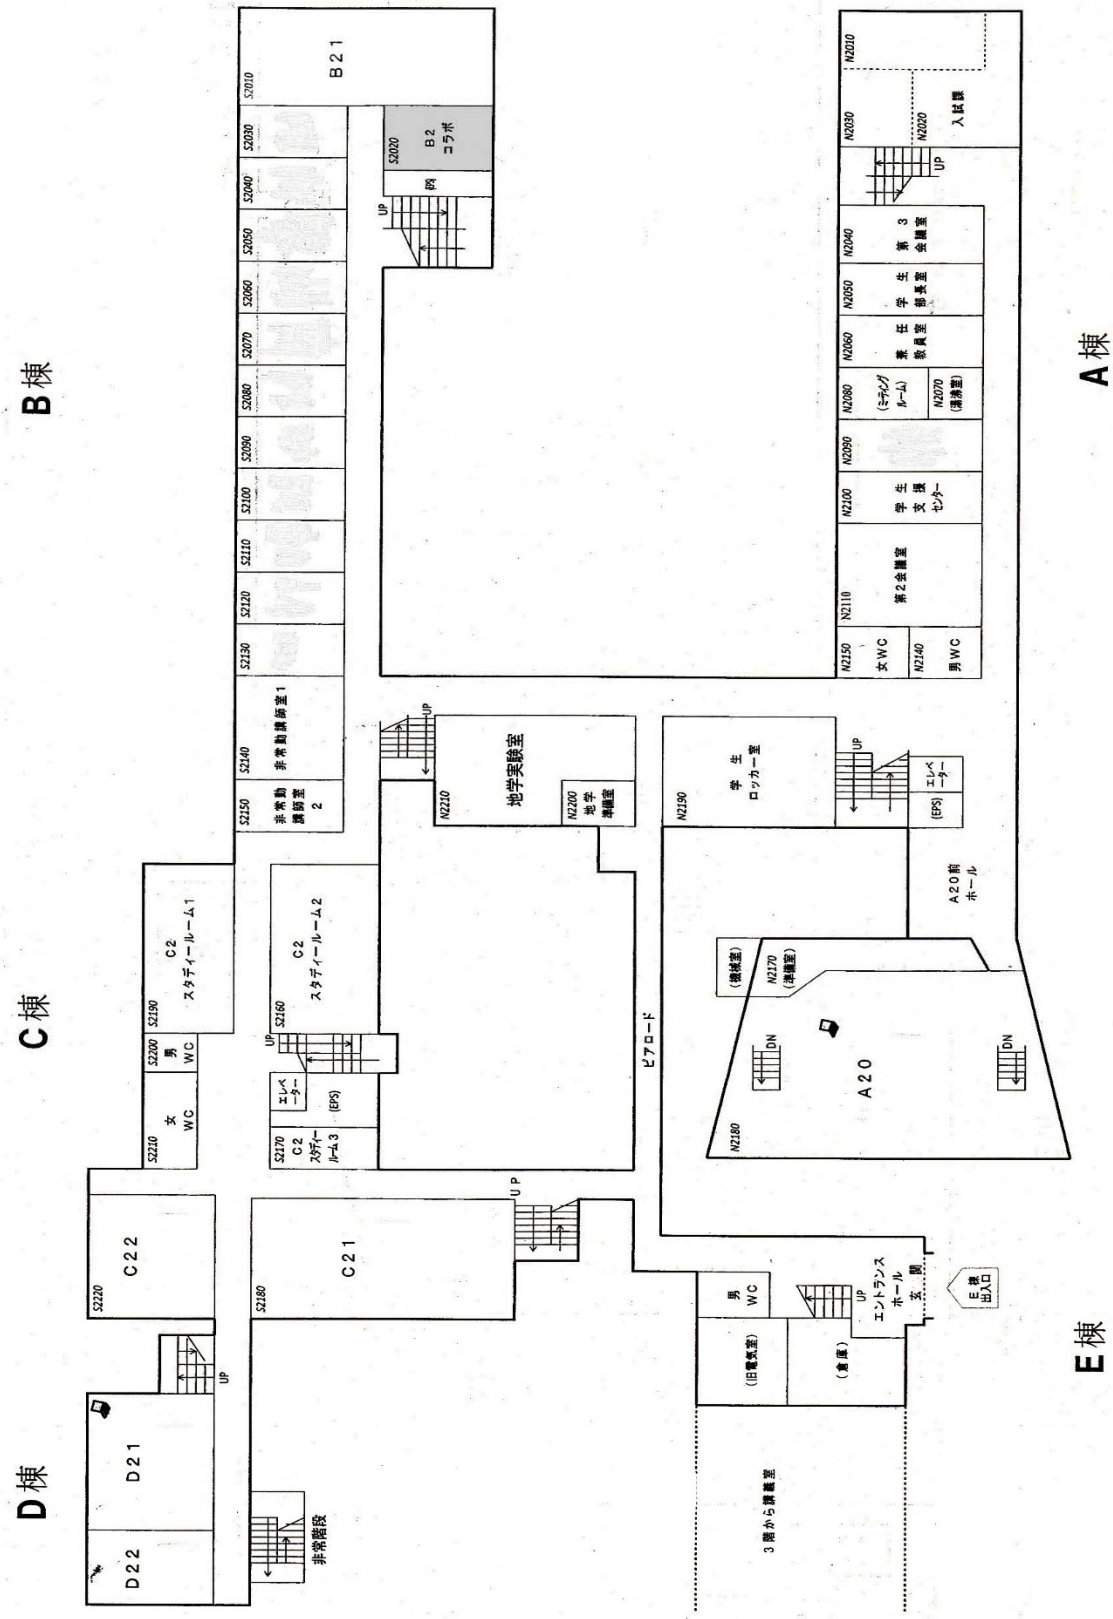 B棟
S2010
B21
S2020
B2
コラボ
UP
S2030
S2040
S2050
S2060
S2070
S2080
S2090
S2100
S2110
S2120
S2130
S2140
非常勤講師室1
S2150
非常勤
講師室
2
C棟
S2190
C2
スタディールーム1
S2160
C2
スタディールーム2
S2200
男
WC
S2210
女
WC
UP
エレベ
ーター
(EPS)
S2170
C2
スタディー
ルーム3
S2220
C22
S2180
C21
UP
D棟
D21
D22
UP
非常階段
A棟
N2010
N2030
N2020
入試課
UP
N2040
第3
会議室
N2050
学生
部長室
N2060
兼任
教員室
N2080
(ミーティング
ルーム)
N2070
(湯沸室)
N2090
N2100
学生
支援
センター
N2110
第2会議室
N2150
女WC
N2140
男WC
UP
N2210
地学実験室
N2200
地学
準備室
N2190
学生
ロッカー室
UP
エレベ
ーター
(EPS)
A20前
ホール
(機械室)
N2170
(準備室)
DN
DN
A20
N2180
ピアロード
E棟
男
WC
(旧電気室)
(倉庫)
UP
エントランス
ホール
玄関
E棟
出入口
3階から講義室